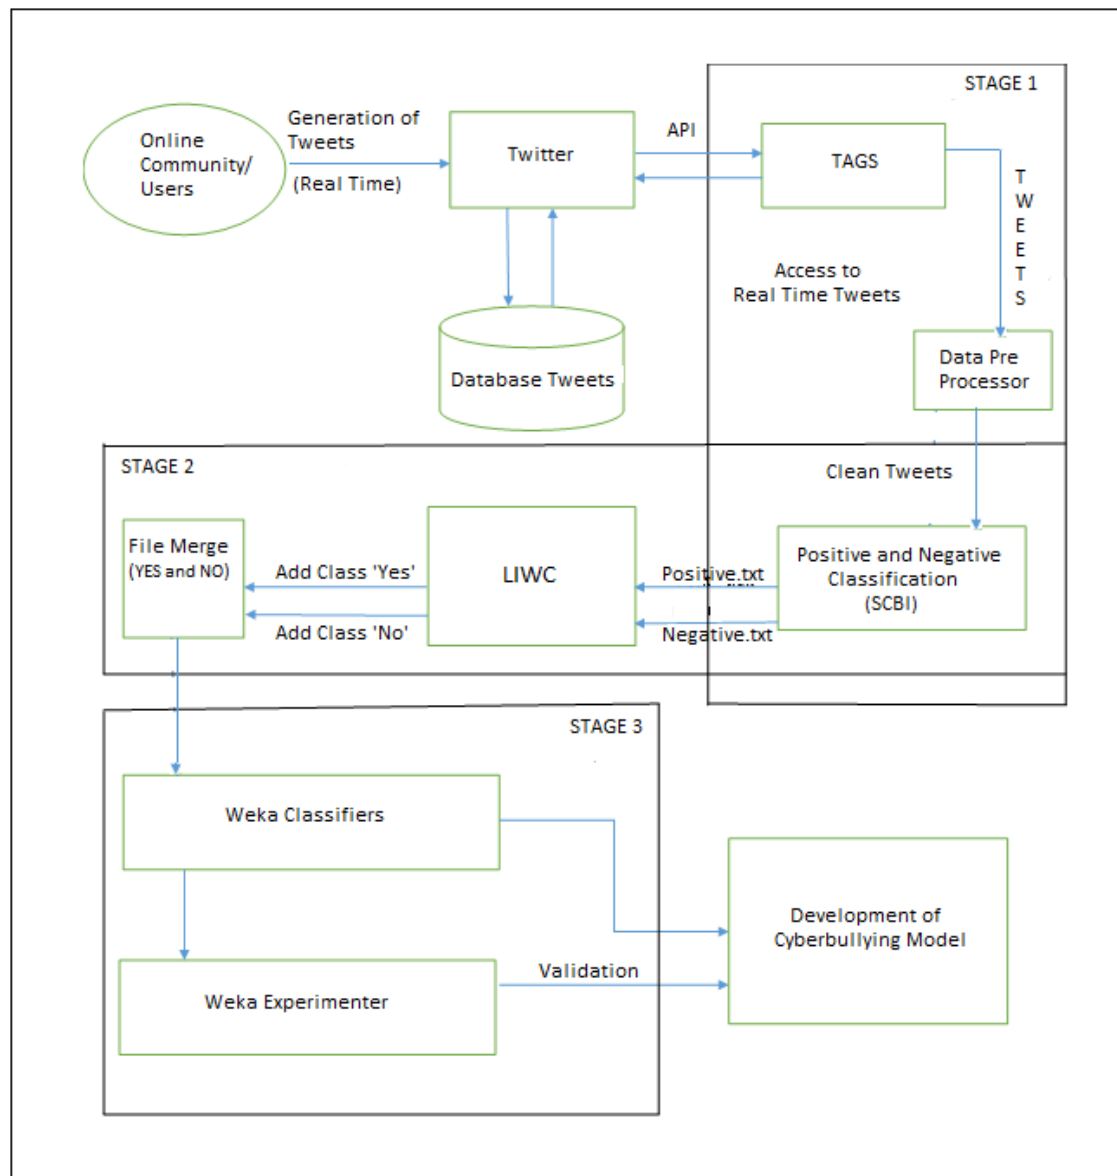 STAGE 1
Online
Community/
Users
Generation of
Tweets
(Real Time)
Twitter
API
TAGS
TWEETS
Access to
Real Time Tweets
Database Tweets
Data Pre
Processor
STAGE 2
Clean Tweets
File Merge
(YES and NO)
Add Class 'Yes'
Add Class 'No'
LIWC
Positive.txt
Negative.txt
Positive and Negative
Classification
(SCBI)
STAGE 3
Weka Classifiers
Development of
Cyberbullying Model
Validation
Weka Experimenter